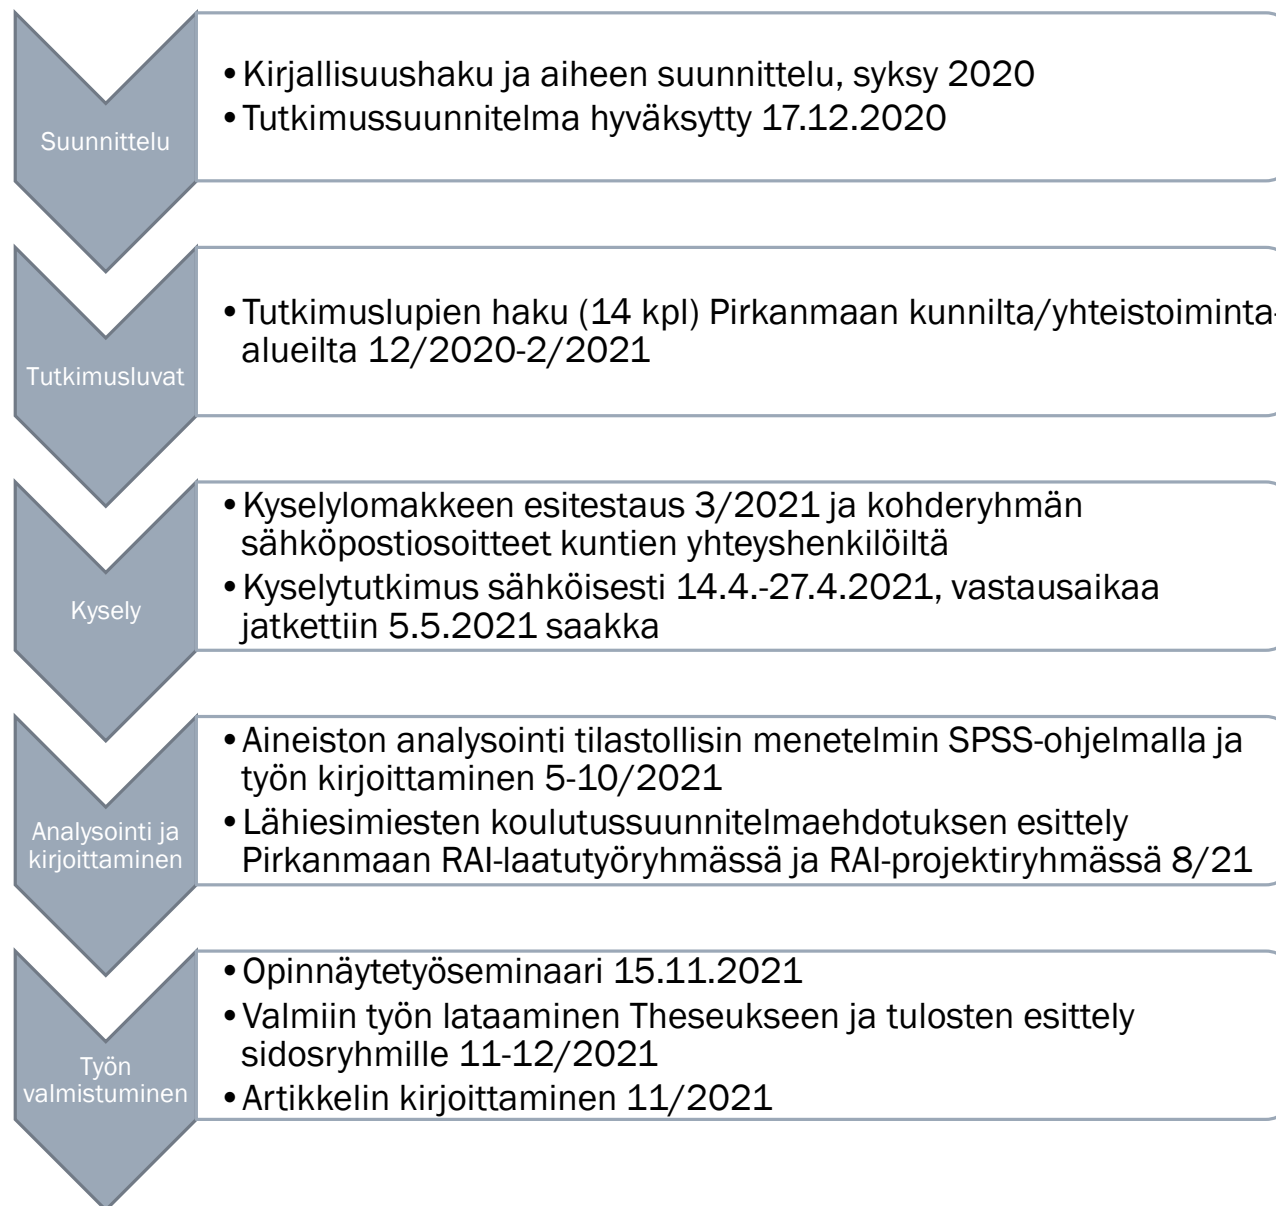 Suunnittelu
•Kirjallisuushaku ja aiheen suunnittelu, syksy 2020
•Tutkimussuunnitelma hyväksytty 17.12.2020
Tutkimusluvat
•Tutkimuslupien haku (14 kpl) Pirkanmaan kunnilta/yhteistoiminta-
alueilta 12/2020-2/2021
Kysely
•Kyselylomakkeen esitestaus 3/2021 ja kohderyhmän
sähköpostiosoitteet kuntien yhteyshenkilöiltä
•Kyselytutkimus sähköisesti 14.4.-27.4.2021, vastausaikaa
jatkettiin 5.5.2021 saakka
Analysointi ja
kirjoittaminen
•Aineiston analysointi tilastollisin menetelmin SPSS-ohjelmalla ja
työn kirjoittaminen 5-10/2021
•Lähiesimiesten koulutussuunnitelmaehdotuksen esittely
Pirkanmaan RAI-laatutyöryhmässä ja RAI-projektiryhmässä 8/21
Työn
valmistuminen
•Opinnäytetyöseminaari 15.11.2021
•Valmiin työn lataaminen Theseukseen ja tulosten esittely
sidosryhmille 11-12/2021
•Artikkelin kirjoittaminen 11/2021